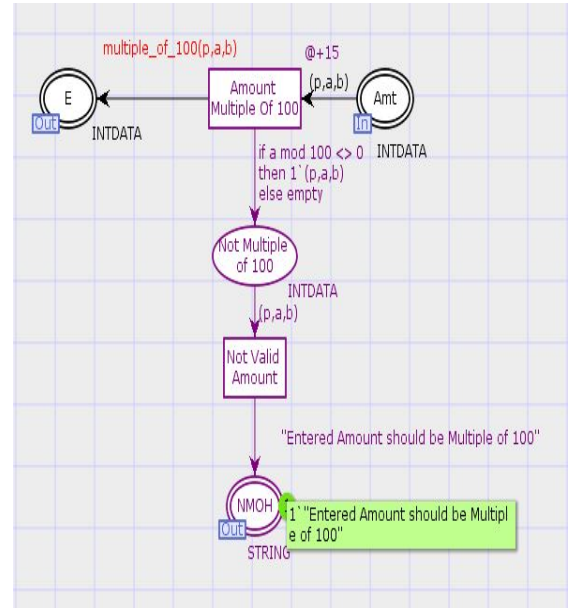 multiple_of_100(p,a,b)
@+15
(p,a,b)
E
Amount
Multiple Of 100
Amt
Out
In
INTDATA
INTDATA
if a mod 100 <> 0
then 1`(p,a,b)
else empty
Not Multiple
of 100
INTDATA
(p,a,b)
Not Valid
Amount
"Entered Amount should be Multiple of 100"
NMOH
1`"Entered Amount should be Multipl
e of 100"
Out
STRING